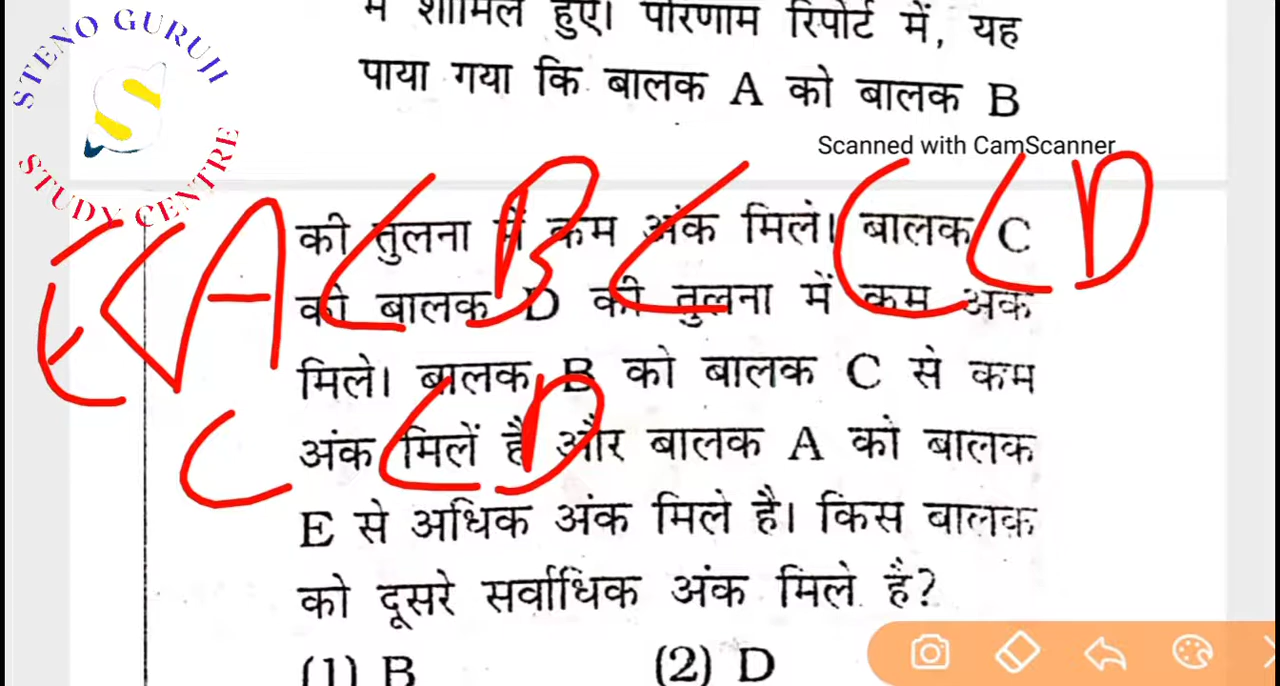 STENO GURUJI
STUDY CENTRE
में शामिल हुए। परिणाम रिपोर्ट में, यह
पाया गया कि बालक A को बालक B
Scanned with CamScanner
की तुलना में कम अंक मिले। बालक C
को बालक D की तुलना में कम अंक
मिले। बालक B को बालक C से कम
अंक मिलें है और बालक A को बालक
E से अधिक अंक मिले है। किस बालक
को दूसरे सर्वाधिक अंक मिले है?
(1) B (2) D
E < A < B < C < D
C < D